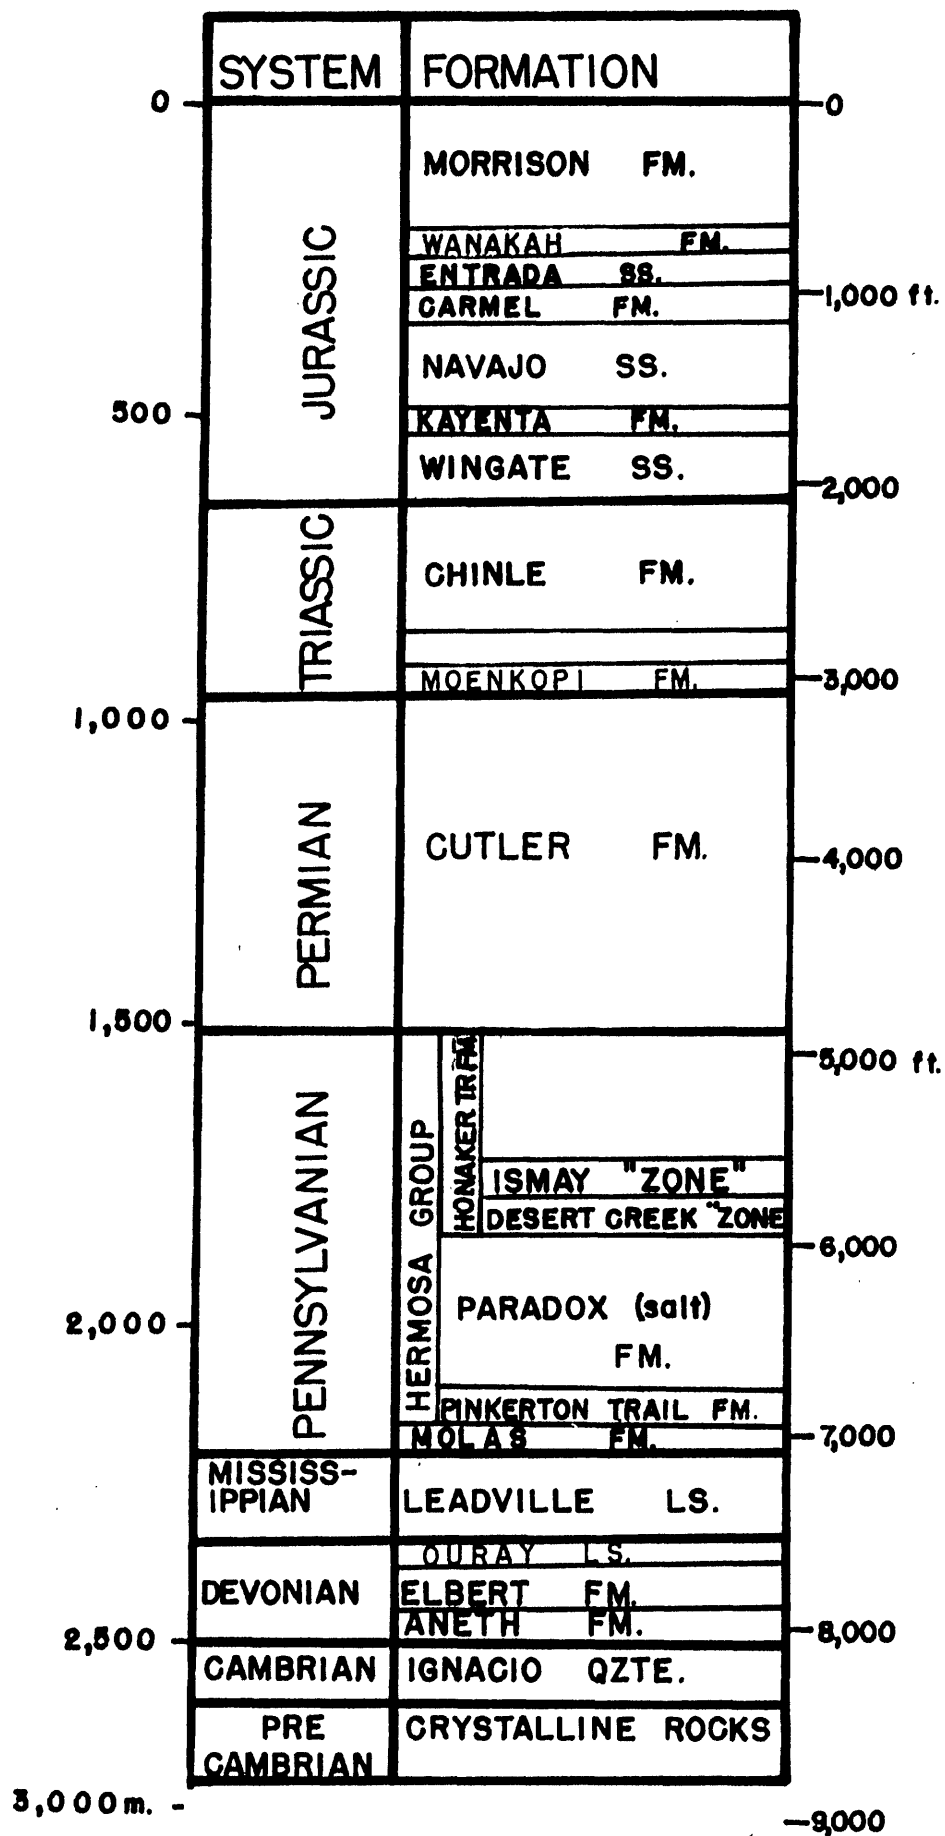 SYSTEM FORMATION
0 0
MORRISON FM.
WANAKAH FM.
ENTRADA SS.
1,000 ft.
CARMEL FM.
JURASSIC
NAVAJO SS.
500
KAYENTA FM.
WINGATE SS.
2,000
TRIASSIC
CHINLE FM.
MOENKOPI FM.
3,000
1,000
PERMIAN
CUTLER FM.
4,000
1,500
5,000 ft.
PENNSYLVANIAN
HERMOSA GROUP
HONAKER TR FM.
ISMAY "ZONE"
DESERT CREEK "ZONE
6,000
PARADOX (salt)
FM.
2,000
PINKERTON TRAIL FM.
MOLAS FM.
7,000
MISSISS-
IPPIAN
LEADVILLE LS.
OURAY LS.
DEVONIAN
ELBERT FM.
ANETH FM.
2,500
8,000
CAMBRIAN
IGNACIO QZTE.
PRE
CAMBRIAN
CRYSTALLINE ROCKS
3,000m.
9,000